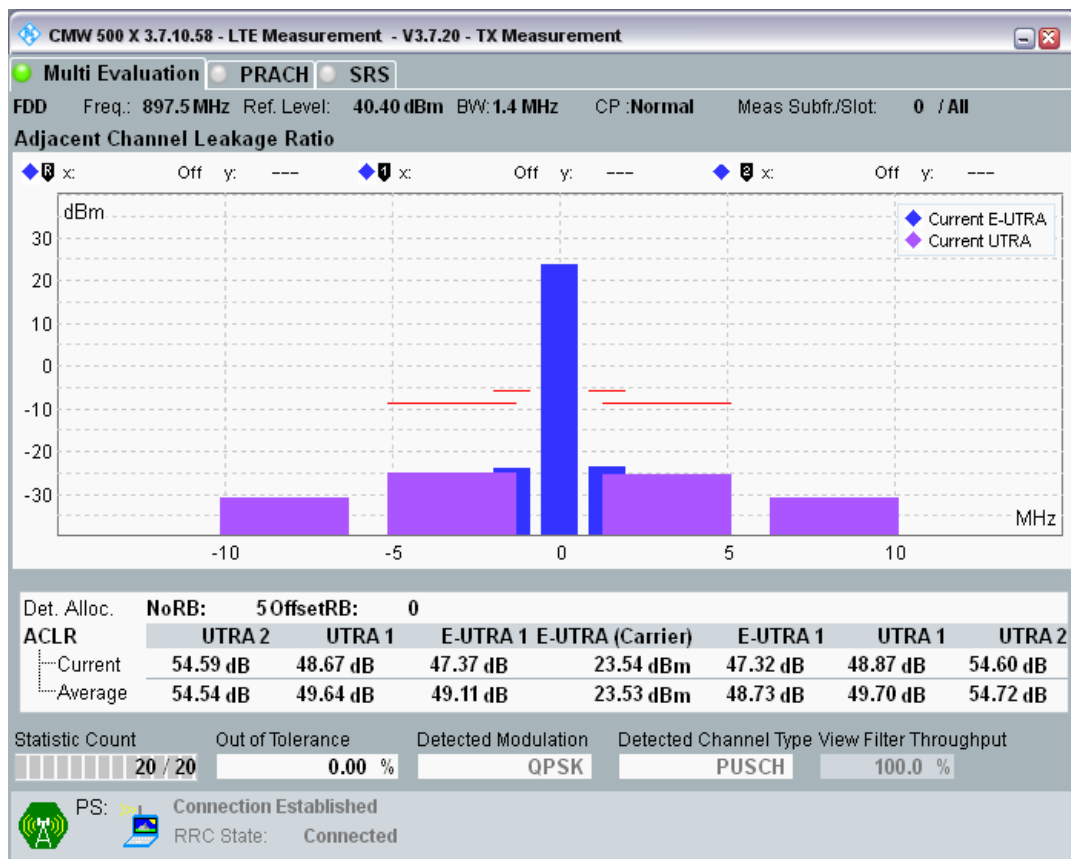 CMW 500 X 3.7.10.58 - LTE Measurement - V3.7.20 - TX Measurement
Multi Evaluation PRACH SRS
FDD Freq.: 897.5 MHz Ref. Level: 40.40 dBm BW: 1.4 MHz CP :Normal Meas Subfr./Slot: 0 / All
Adjacent Channel Leakage Ratio
R x: Off y: --- 1 x: Off y: --- 2 x: Off y: ---
dBm
Current E-UTRA
Current UTRA
30
20
10
0
-10
-20
-30
MHz
-10 -5 0 5 10
Det. Alloc. NoRB: 5 OffsetRB: 0
ACLR UTRA 2 UTRA 1 E-UTRA 1 E-UTRA (Carrier) E-UTRA 1 UTRA 1 UTRA 2
Current 54.59 dB 48.67 dB 47.37 dB 23.54 dBm 47.32 dB 48.87 dB 54.60 dB
Average 54.54 dB 49.64 dB 49.11 dB 23.53 dBm 48.73 dB 49.70 dB 54.72 dB
Statistic Count Out of Tolerance Detected Modulation Detected Channel Type View Filter Throughput
20 / 20 0.00 % QPSK PUSCH 100.0 %
PS: Connection Established
RRC State: Connected